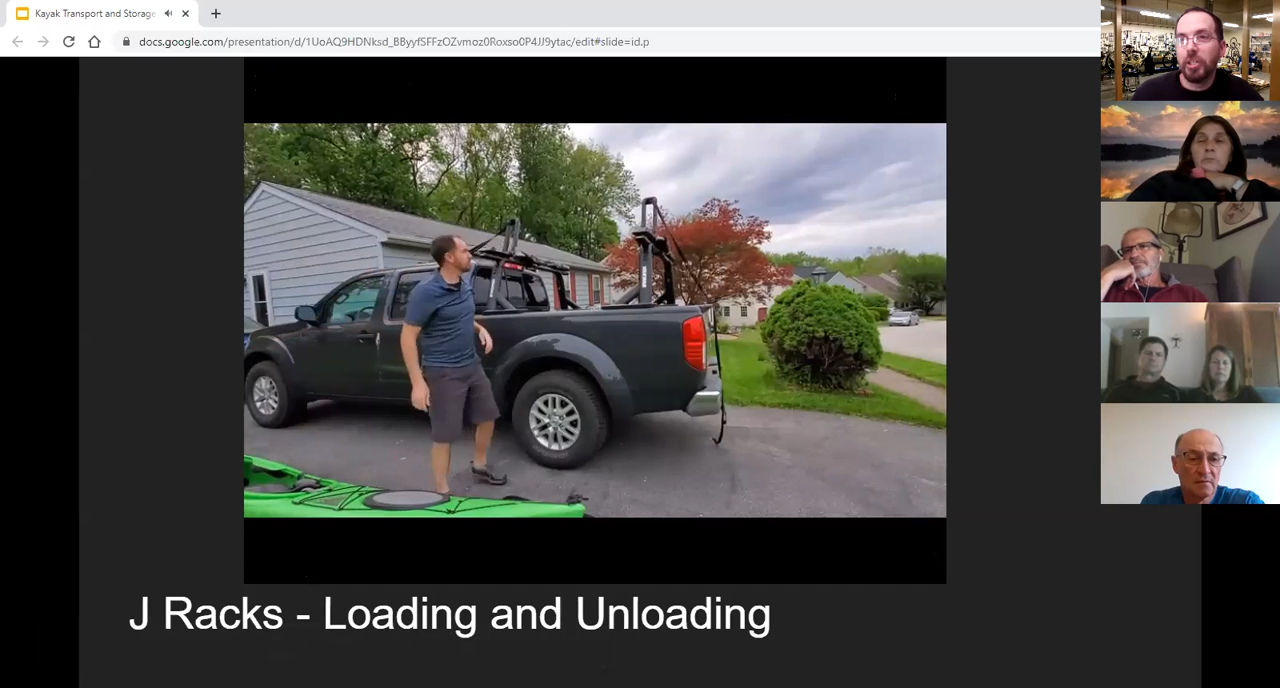 Kayak Transport and Storage
docs.google.com/presentation/d/1UoAQ9HDNksd_BByyfSFFzOZvmoz0Roxso0P4JJ9ytac/edit#slide=id.p
J Racks - Loading and Unloading